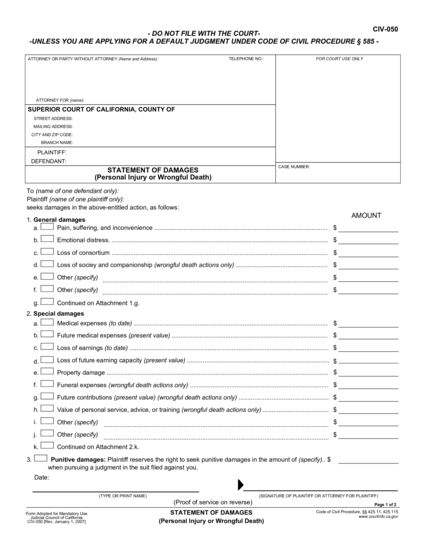 CIV-050
- DO NOT FILE WITH THE COURT-
-UNLESS YOU ARE APPLYING FOR A DEFAULT JUDGMENT UNDER CODE OF CIVIL PROCEDURE § 585 -
ATTORNEY OR PARTY WITHOUT ATTORNEY (Name and Address): TELEPHONE NO.: FOR COURT USE ONLY
ATTORNEY FOR (name):
SUPERIOR COURT OF CALIFORNIA, COUNTY OF
STREET ADDRESS:
MAILING ADDRESS:
CITY AND ZIP CODE:
BRANCH NAME:
PLAINTIFF:
DEFENDANT:
STATEMENT OF DAMAGES
(Personal Injury or Wrongful Death)
CASE NUMBER:
To (name of one defendant only):
Plaintiff (name of one plaintiff only):
seeks damages in the above-entitled action, as follows:
AMOUNT
1. General damages
a. Pain, suffering, and inconvenience $
b. Emotional distress. $
c. Loss of consortium $
d. Loss of sociey and companionship (wrongful death actions only) $
e. Other (specify) $
f. Other (specify) $
g. Continued on Attachment 1.g.
2. Special damages
a. Medical expenses (to date) $
b. Future medical expenses (present value) $
c. Loss of earnings (to date) $
d. Loss of future earning capacity (present value) $
e. Property damage $
f. Funeral expenses (wrongful death actions only) $
g. Future contributions (present value) (wrongful death actions only) $
h. Value of personal service, advice, or training (wrongful death actions only) $
i. Other (specify) $
j. Other (specify) $
k. Continued on Attachment 2.k.
3. Punitive damages: Plaintiff reserves the right to seek punitive damages in the amount of (specify).. $
when pursuing a judgment in the suit filed against you.
Date:
(TYPE OR PRINT NAME) (SIGNATURE OF PLAINTIFF OR ATTORNEY FOR PLAINTIFF)
(Proof of service on reverse)
Page 1 of 2
Form Adopted for Mandatory Use
Judicial Council of California
CIV-050 [Rev. January 1, 2007]
STATEMENT OF DAMAGES
(Personal Injury or Wrongful Death)
Code of Civil Procedure, §§ 425.11, 425.115
www.courtinfo.ca.gov